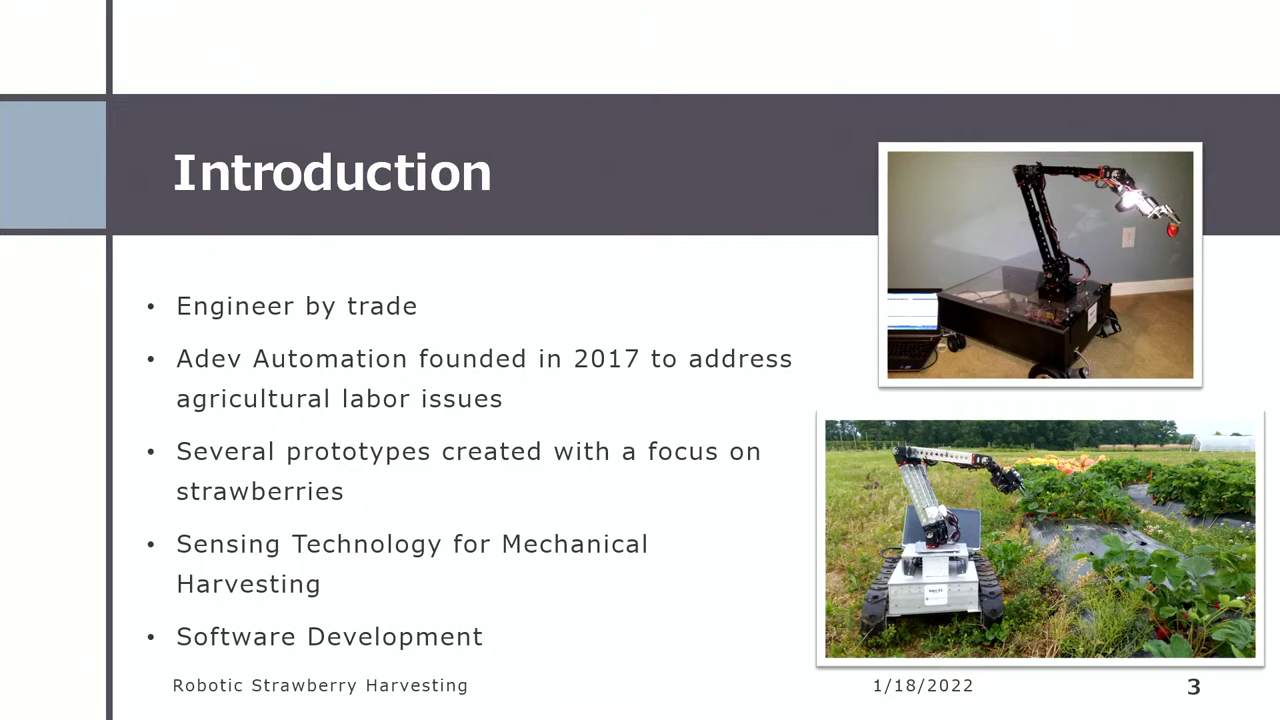 Introduction
• Engineer by trade
• Adev Automation founded in 2017 to address
agricultural labor issues
• Several prototypes created with a focus on
strawberries
• Sensing Technology for Mechanical
Harvesting
• Software Development
Robotic Strawberry Harvesting
1/18/2022
3